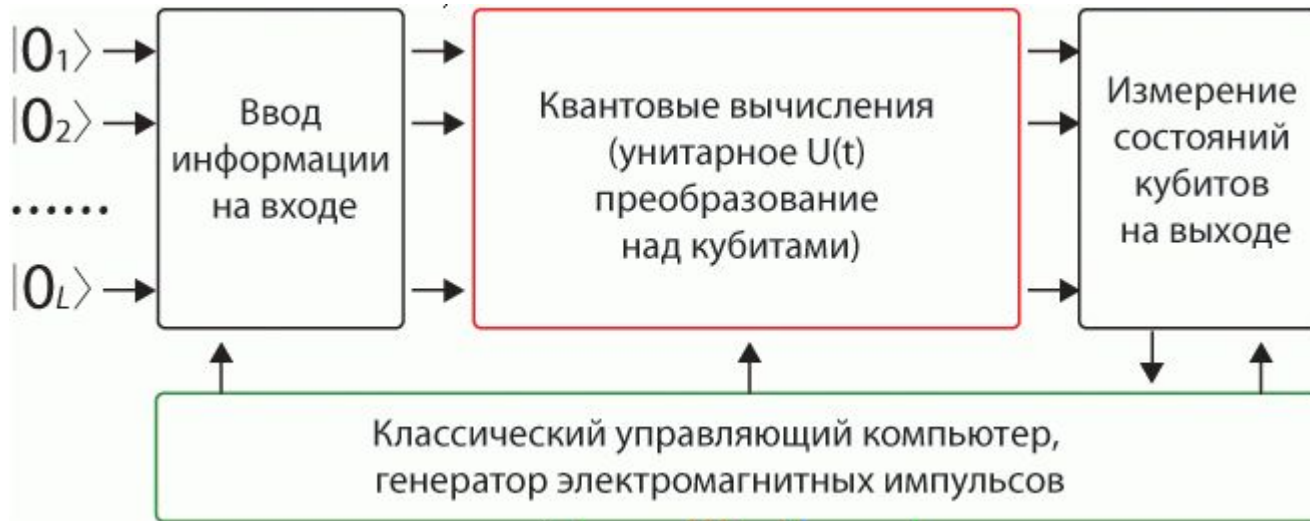 |0₁⟩
|0₂⟩
......
|0L⟩
Ввод
информации
на входе
Квантовые вычисления
(унитарное U(t)
преобразование
над кубитами)
Измерение
состояний
кубитов
на выходе
Классический управляющий компьютер,
генератор электромагнитных импульсов